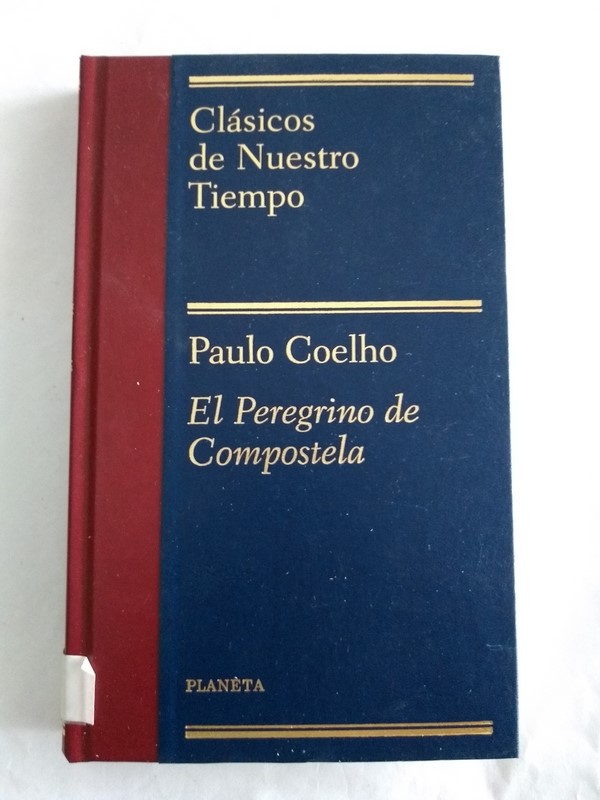 Clásicos
de Nuestro
Tiempo
Paulo Coelho
El Peregrino de
Compostela
PLANETA